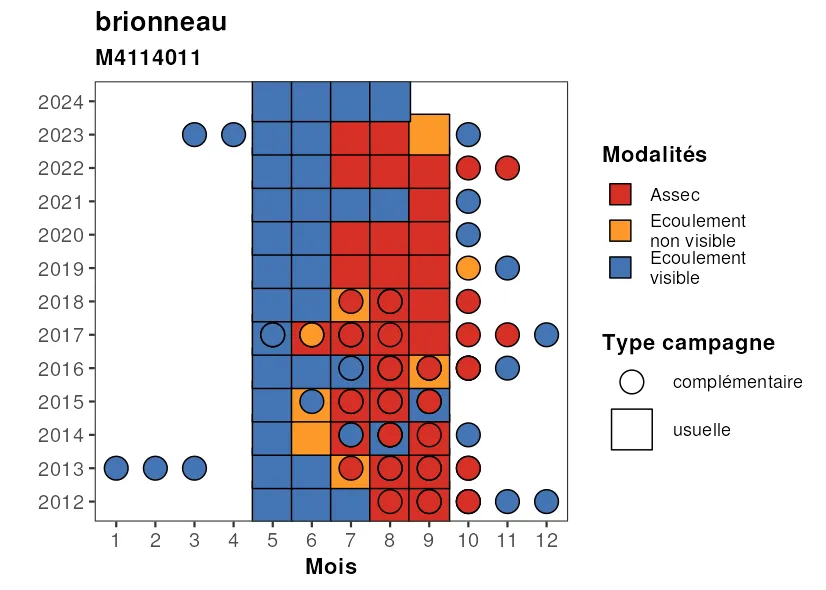 brionneau
M4114011
2024
2023
2022
2021
2020
2019
2018
2017
2016
2015
2014
2013
2012
1 2 3 4 5 6 7 8 9 10 11 12
Mois
Modalités
Assec
Ecoulement
non visible
Ecoulement
visible
Type campagne
complémentaire
usuelle